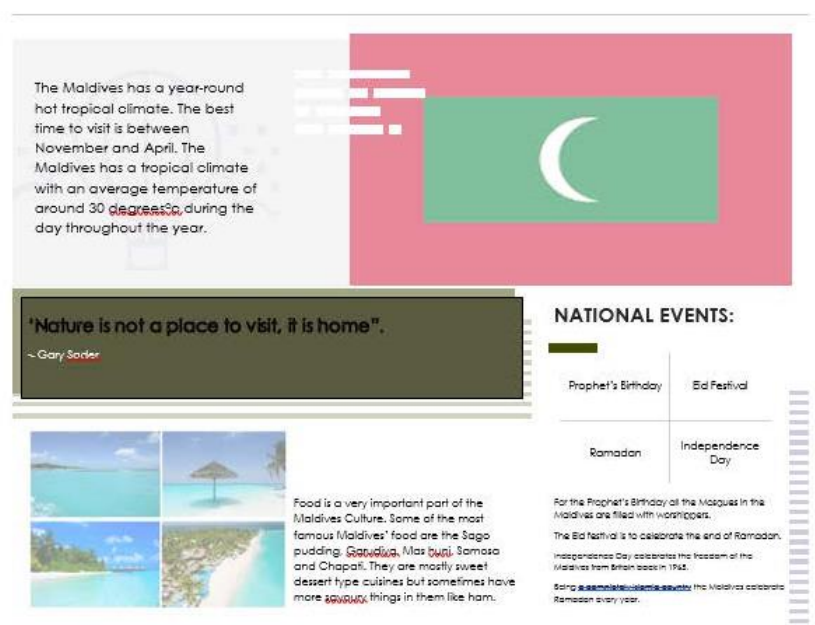 The Maldives has a year-round
hot tropical climate. The best
time to visit is between
November and April. The
Maldives has a tropical climate
with an average temperature of
around 30 degrees°c during the
day throughout the year.
'Nature is not a place to visit, it is home".
~ Gary Soder
NATIONAL EVENTS:
Prophet's Birthday
Eid Festival
Ramadan
Independence
Day
Food is a very important part of the
Maldives Culture. Some of the most
famous Maldives' food are the Sago
pudding, Garudiya, Mas huni, Samosa
and Chapati. They are mostly sweet
dessert type cuisines but sometimes have
more savoury things in them like ham.
For the Prophet's Birthday all the Mosques in the
Maldives are filled with worshippers.
The Eid festival is to celebrate the end of Ramadan.
Independence Day celebrates the freedom of the
Maldives from Britain back in 1965.
Being a completely Islamic country the Maldives celebrate
Ramadan every year.